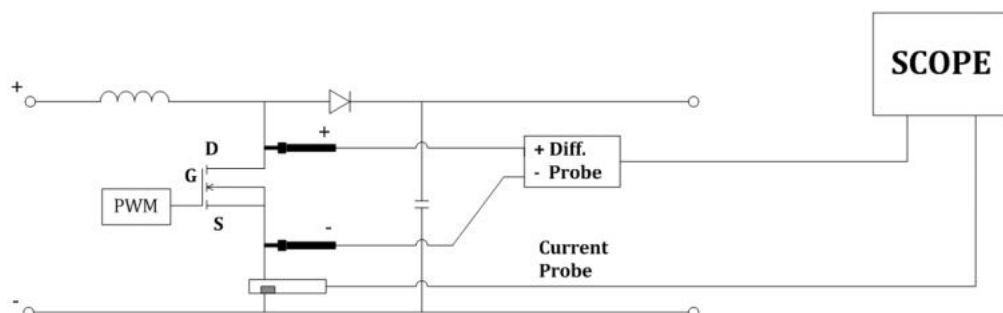 SCOPE
+
+
D
+ Diff.
- Probe
G
PWM
S
-
Current
Probe
-